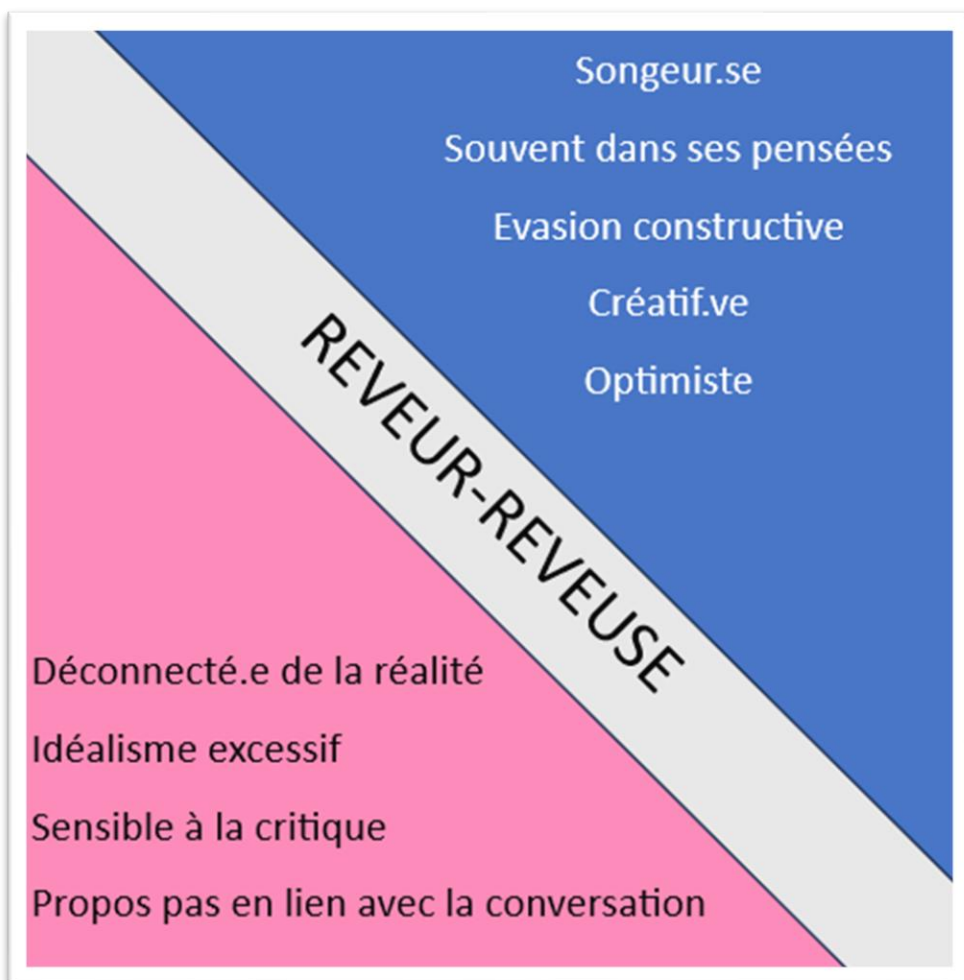 Songeur.se
Souvent dans ses pensées
Evasion constructive
Créatif.ve
Optimiste
REVEUR-REVEUSE
Déconnecté.e de la réalité
Idéalisme excessif
Sensible à la critique
Propos pas en lien avec la conversation